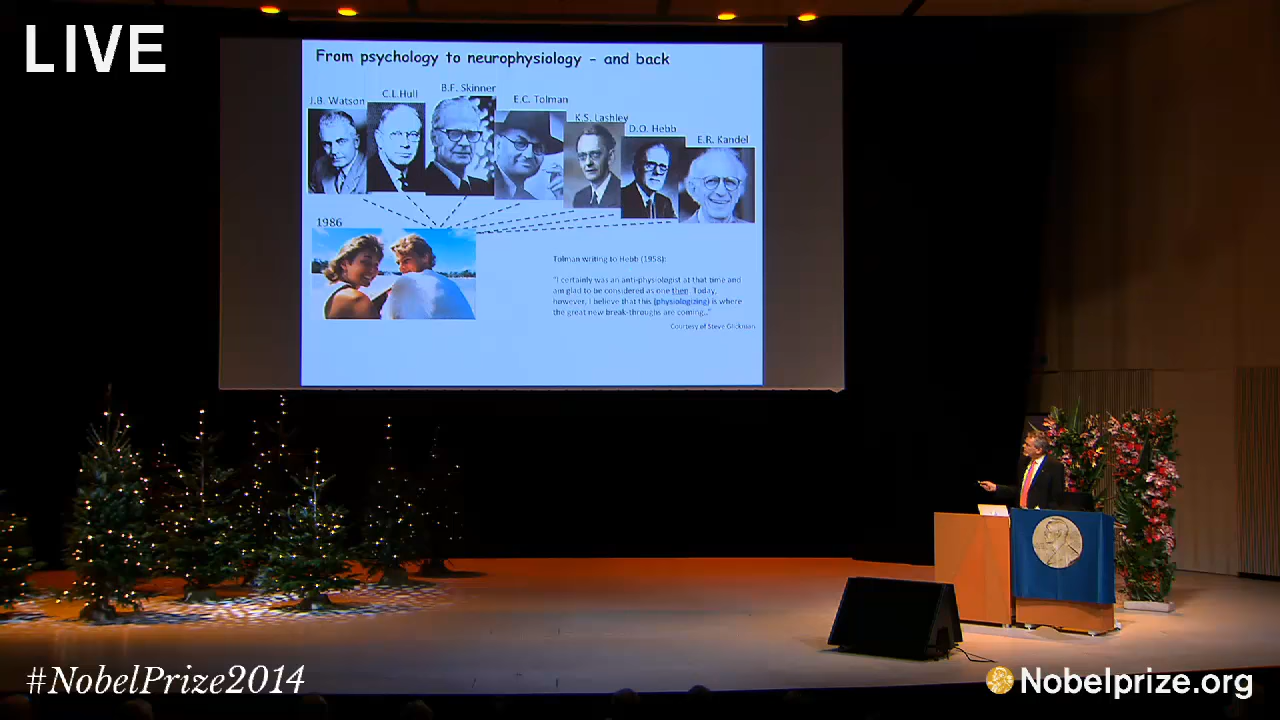 LIVE
From psychology to neurophysiology – and back
J.B. Watson
C.L.Hull
B.F. Skinner
E.C. Tolman
K.S. Lashley
D.O. Hebb
E.R. Kandel
1986
Tolman writing to Hebb (1958):
"I certainly was an anti-physiologist at that time and
am glad to be considered as one then. Today,
however, I believe that this (physiologizing) is where
the great new break-throughs are coming.."
Courtesy of Steve Glickman
#NobelPrize2014
Nobelprize.org